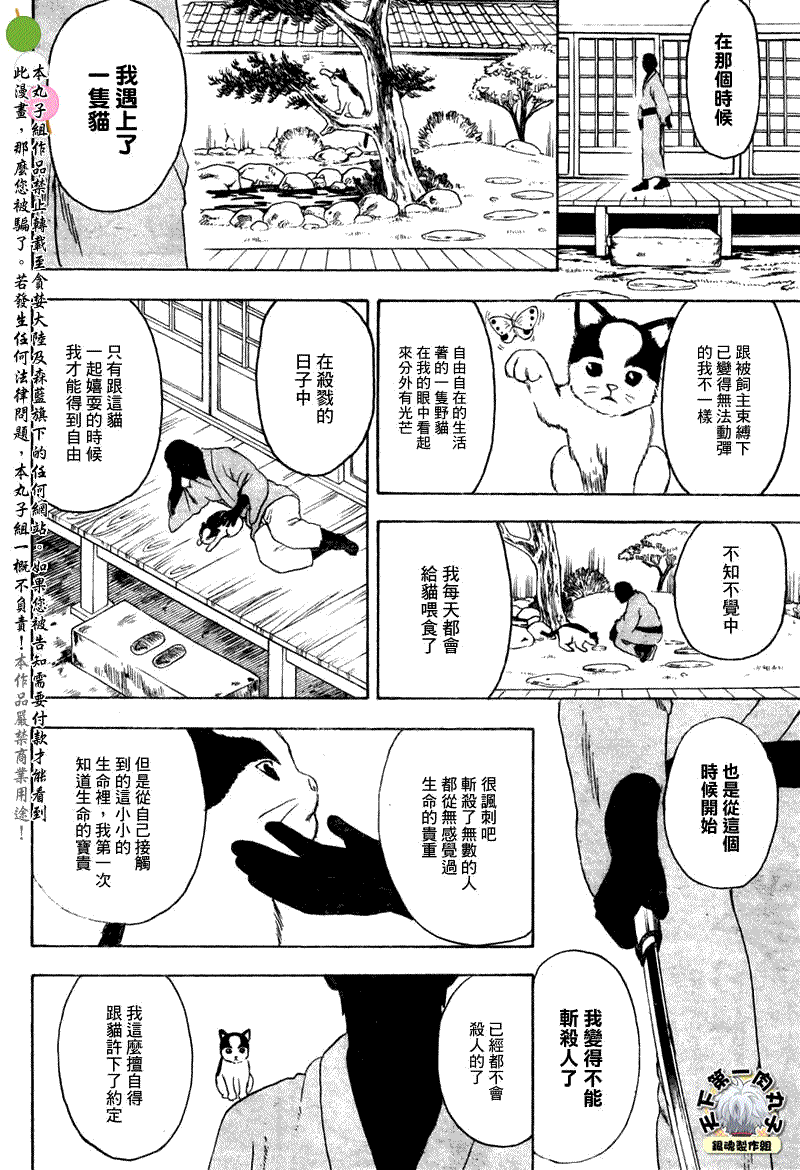 在那個時候
我遇上了
一隻貓
跟被飼主束縛下
已變得無法動彈
的我不一樣
自由自在的生活
著的一隻野貓
在我的眼中看起
來分外有光芒
不知不覺中
我每天都會
給貓喂食了
在殺戮的
日子中
只有跟這貓
一起嬉耍的時候
我才能得到自由
也是從這個
時候開始
我變得不能
斬殺人了
很諷刺吧
斬殺了無數的人
都從無感覺過
生命的貴重
但是從自己接觸
到的這小小的
生命裡，我第一次
知道生命的寶貴
已經都不會
殺人的了
我這麼擅自得
跟貓許下了約定
本丸子組作品禁止轉載至貪婪大陸及森藍旗下的任何網站。如果您被告知需要付款才能看到
此漫畫，那麼您被騙了。若發生任何法律問題，本丸子組一概不負責！本作品嚴禁商業用途！
天下第一肉丸子
銀魂製作組